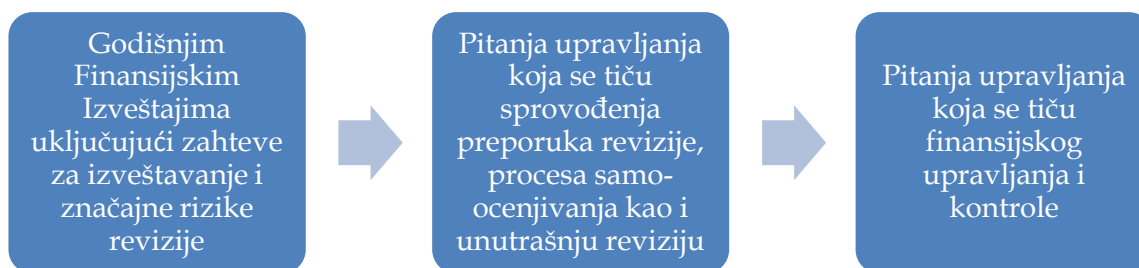 Godišnjim
Finansijskim
Izveštajima
uključujući zahteve
za izveštavanje i
značajne rizike
revizije
Pitanja upravljanja
koja se tiču
sprovođenja
preporuka revizije,
procesa samo-
ocenjivanja kao i
unutrašnju reviziju
Pitanja upravljanja
koja se tiču
finansijskog
upravljanja i
kontrole